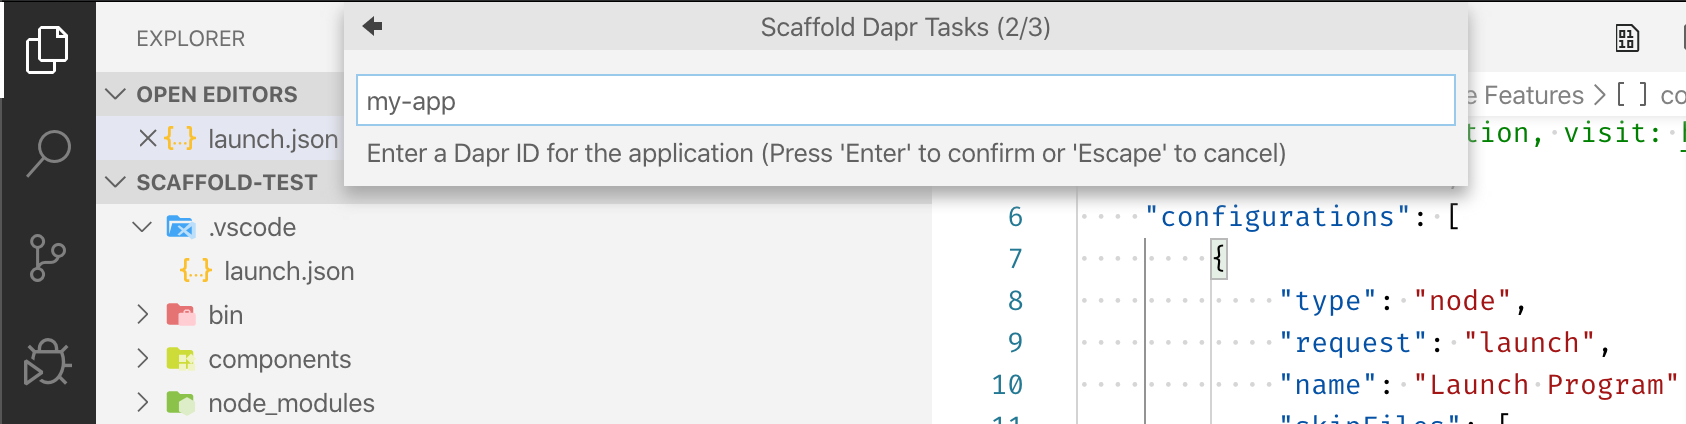 Scaffold Dapr Tasks (2/3)
EXPLORER
my-app
Enter a Dapr ID for the application (Press 'Enter' to confirm or 'Escape' to cancel)
OPEN EDITORS
{...} launch.json
SCAFFOLD-TEST
.vscode
{...} launch.json
bin
components
node_modules
e Features > [ ] co
tion, visit:
6 "configurations": [
7 {
8 "type": "node",
9 "request": "launch",
10 "name": "Launch Program"
11 "skipFiles": [